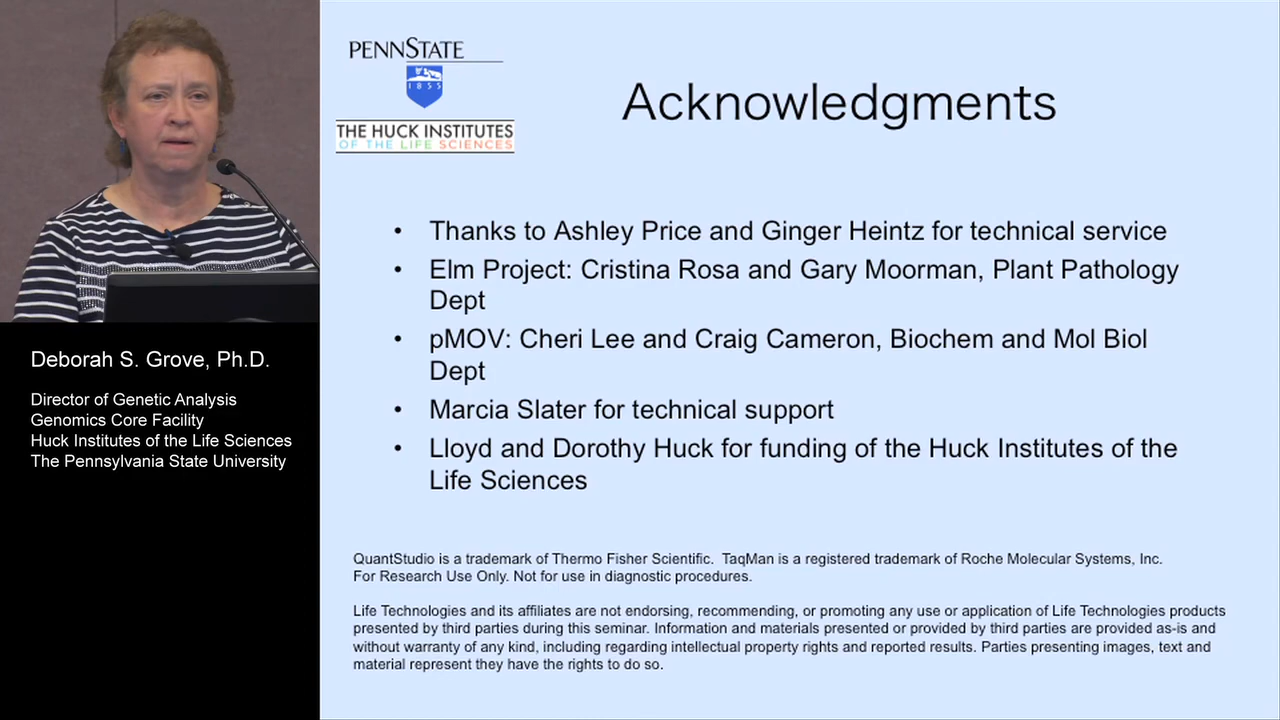 PENNSTATE
1855
THE HUCK INSTITUTES
OF THE LIFE SCIENCES
Acknowledgments
• Thanks to Ashley Price and Ginger Heintz for technical service
• Elm Project: Cristina Rosa and Gary Moorman, Plant Pathology
Dept
• pMOV: Cheri Lee and Craig Cameron, Biochem and Mol Biol
Dept
• Marcia Slater for technical support
• Lloyd and Dorothy Huck for funding of the Huck Institutes of the
Life Sciences
QuantStudio is a trademark of Thermo Fisher Scientific. TaqMan is a registered trademark of Roche Molecular Systems, Inc.
For Research Use Only. Not for use in diagnostic procedures.
Life Technologies and its affiliates are not endorsing, recommending, or promoting any use or application of Life Technologies products
presented by third parties during this seminar. Information and materials presented or provided by third parties are provided as-is and
without warranty of any kind, including regarding intellectual property rights and reported results. Parties presenting images, text and
material represent they have the rights to do so.
Deborah S. Grove, Ph.D.
Director of Genetic Analysis
Genomics Core Facility
Huck Institutes of the Life Sciences
The Pennsylvania State University